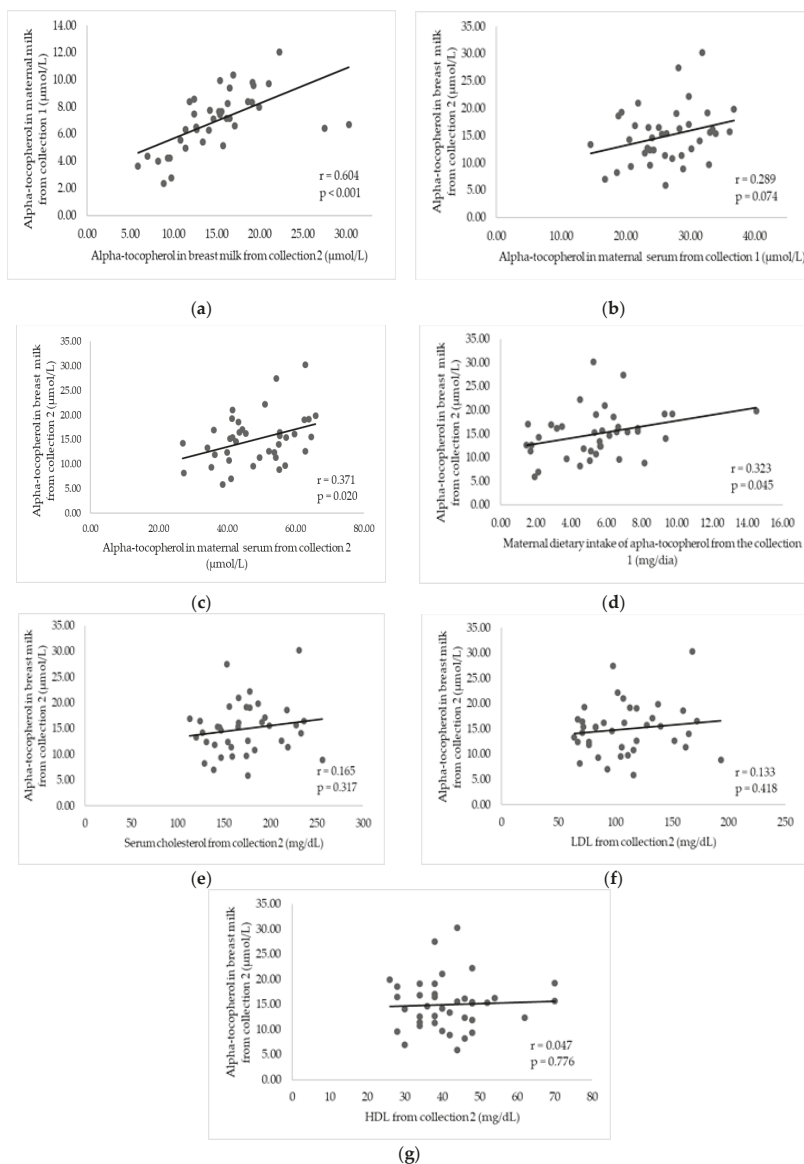 14.00
12.00
10.00
8.00
6.00
4.00
2.00
0.00
Alpha-tocopherol in maternal milk
from collection 1 (µmol/L)
0.00 5.00 10.00 15.00 20.00 25.00 30.00
Alpha-tocopherol in breast milk from collection 2 (µmol/L)
r = 0.604
p < 0.001
(a)
35.00
30.00
25.00
20.00
15.00
10.00
5.00
0.00
Alpha-tocopherol in breast milk
from collection 2 (µmol/L)
0.00 10.00 20.00 30.00 40.00
Alpha-tocopherol in maternal serum from collection 1 (µmol/L)
r = 0.289
p = 0.074
(b)
35.00
30.00
25.00
20.00
15.00
10.00
5.00
0.00
Alpha-tocopherol in breast milk
from collection 2 (µmol/L)
0.00 20.00 40.00 60.00 80.00
Alpha-tocopherol in maternal serum from collection 2
(µmol/L)
r = 0.371
p = 0.020
(c)
35.00
30.00
25.00
20.00
15.00
10.00
5.00
0.00
Alpha-tocopherol in breast milk
from collection 2 (µmol/L)
0.00 2.00 4.00 6.00 8.00 10.00 12.00 14.00 16.00
Maternal dietary intake of apha-tocopherol from the collection
1 (mg/dia)
r = 0.323
p = 0.045
(d)
35.00
30.00
25.00
20.00
15.00
10.00
5.00
0.00
Alpha-tocopherol in breast milk
from collection 2 (µmol/L)
0 50 100 150 200 250 300
Serum cholesterol from collection 2 (mg/dL)
r = 0.165
p = 0.317
(e)
35.00
30.00
25.00
20.00
15.00
10.00
5.00
0.00
Alpha-tocopherol in breast milk
from collection 2 (µmol/L)
0 50 100 150 200 250
LDL from collection 2 (mg/dL)
r = 0.133
p = 0.418
(f)
35.00
30.00
25.00
20.00
15.00
10.00
5.00
0.00
Alpha-tocopherol in breast milk
from collection 2 (µmol/L)
0 10 20 30 40 50 60 70 80
HDL from collection 2 (mg/dL)
r = 0.047
p = 0.776
(g)